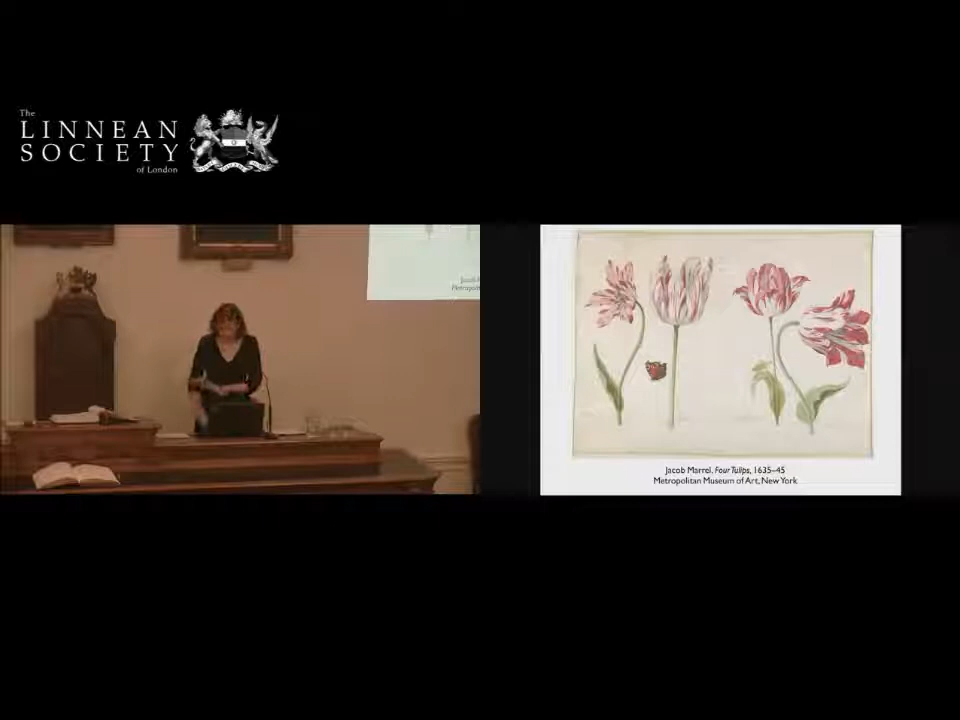 The
LINNEAN
SOCIETY
of London
Jacob Marrel, Four Tulips, 1635–45
Metropolitan Museum of Art, New York